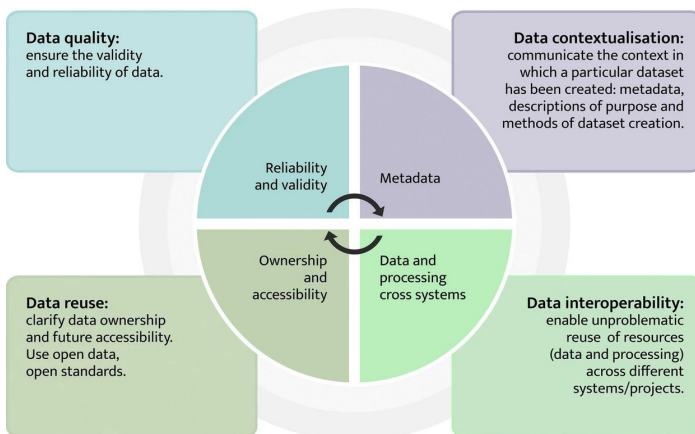 Data quality:
ensure the validity
and reliability of data.
Data contextualisation:
communicate the context in
which a particular dataset
has been created: metadata,
descriptions of purpose and
methods of dataset creation.
Reliability
and validity
Metadata
Ownership
and
accessibility
Data and
processing
cross systems
Data reuse:
clarify data ownership
and future accessibility.
Use open data,
open standards.
Data interoperability:
enable unproblematic
reuse of resources
(data and processing)
across different
systems/projects.